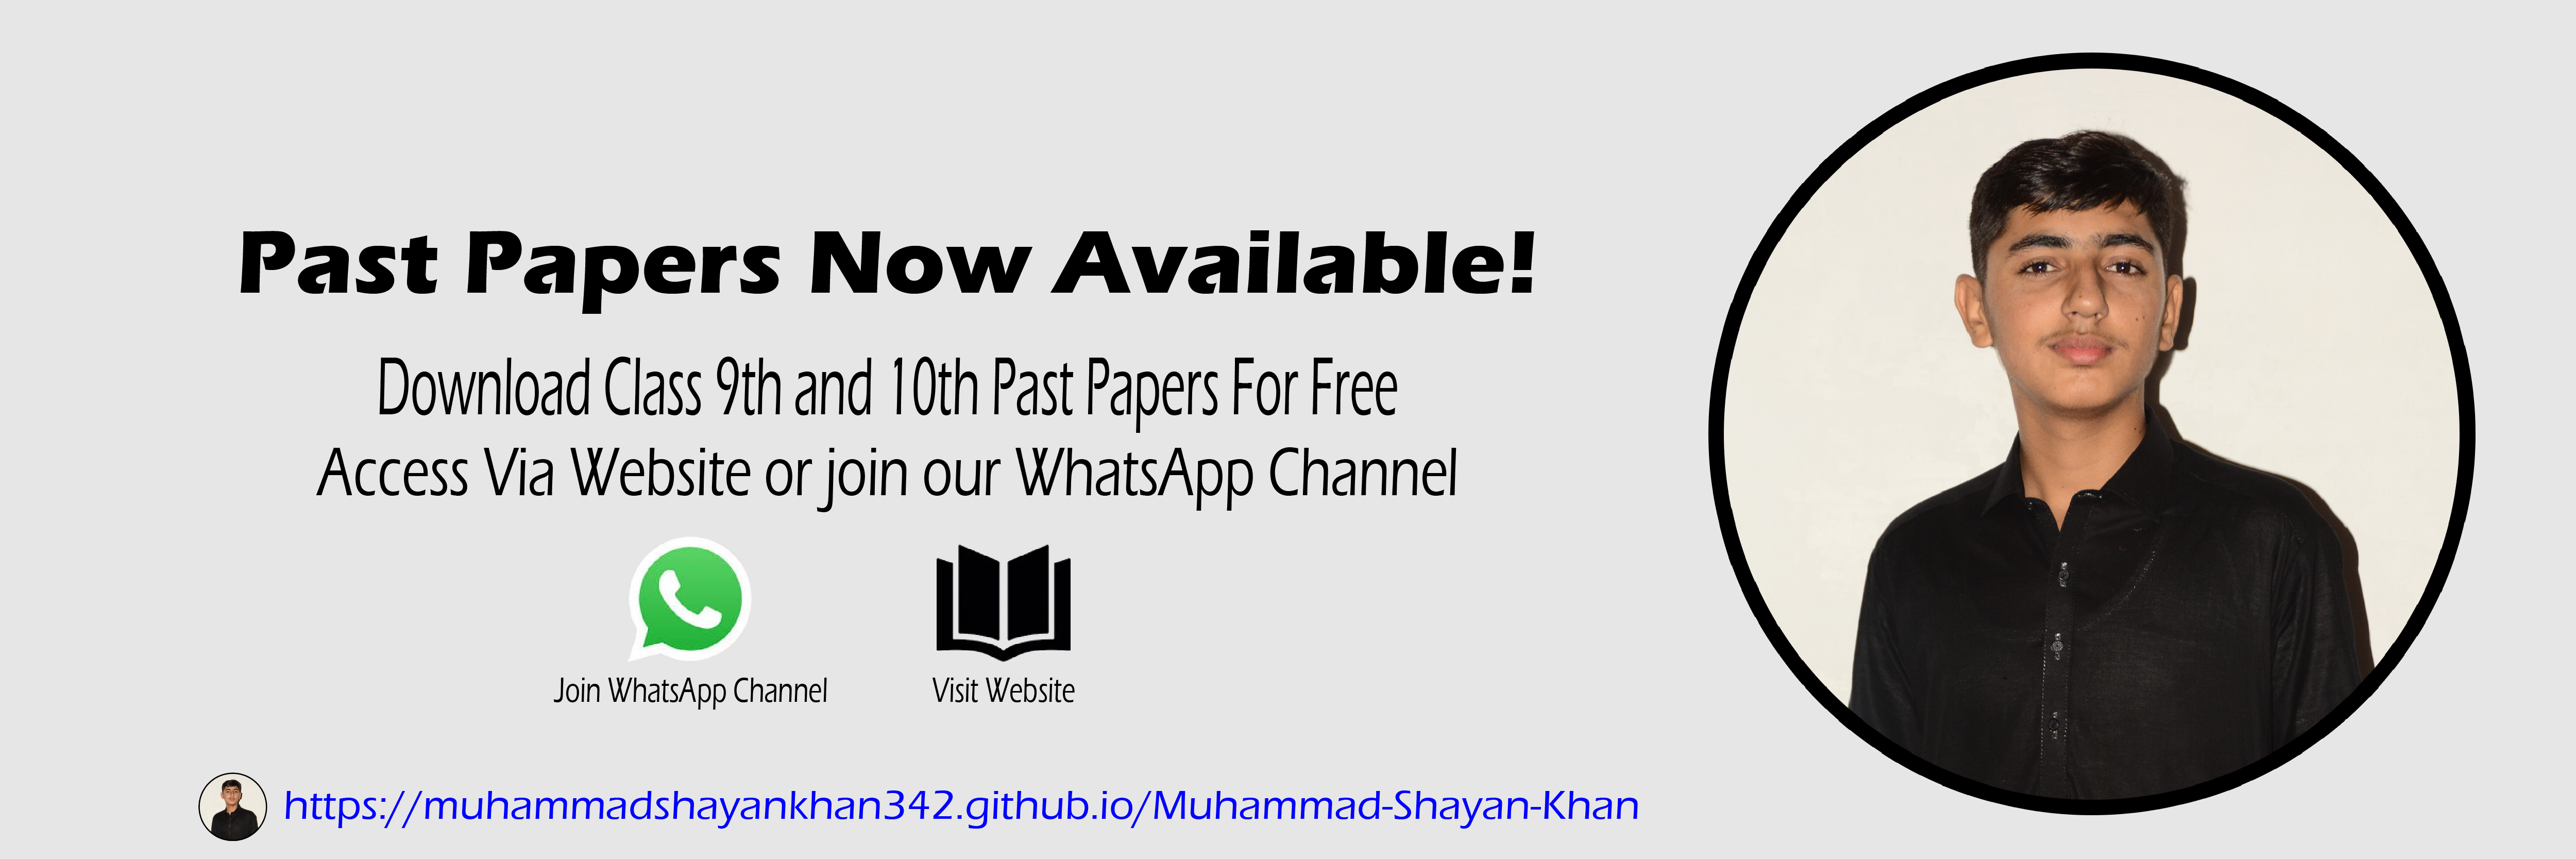 Past Papers Now Available!
Download Class 9th and 10th Past Papers For Free
Access Via Website or join our WhatsApp Channel
Join WhatsApp Channel
Visit Website
https://muhammadshayankhan342.github.io/Muhammad-Shayan-Khan